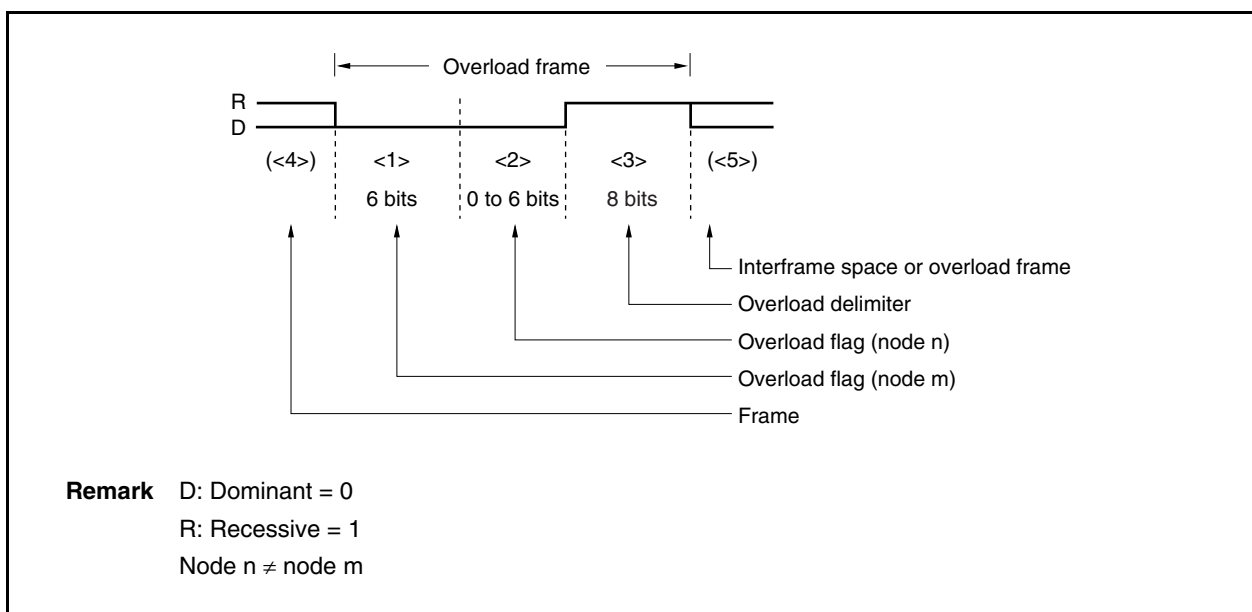 Overload frame
R
D
(<4>) <1> <2> <3> (<5>)
6 bits 0 to 6 bits 8 bits
Interframe space or overload frame
Overload delimiter
Overload flag (node n)
Overload flag (node m)
Frame
Remark D: Dominant = 0
R: Recessive = 1
Node n ≠ node m